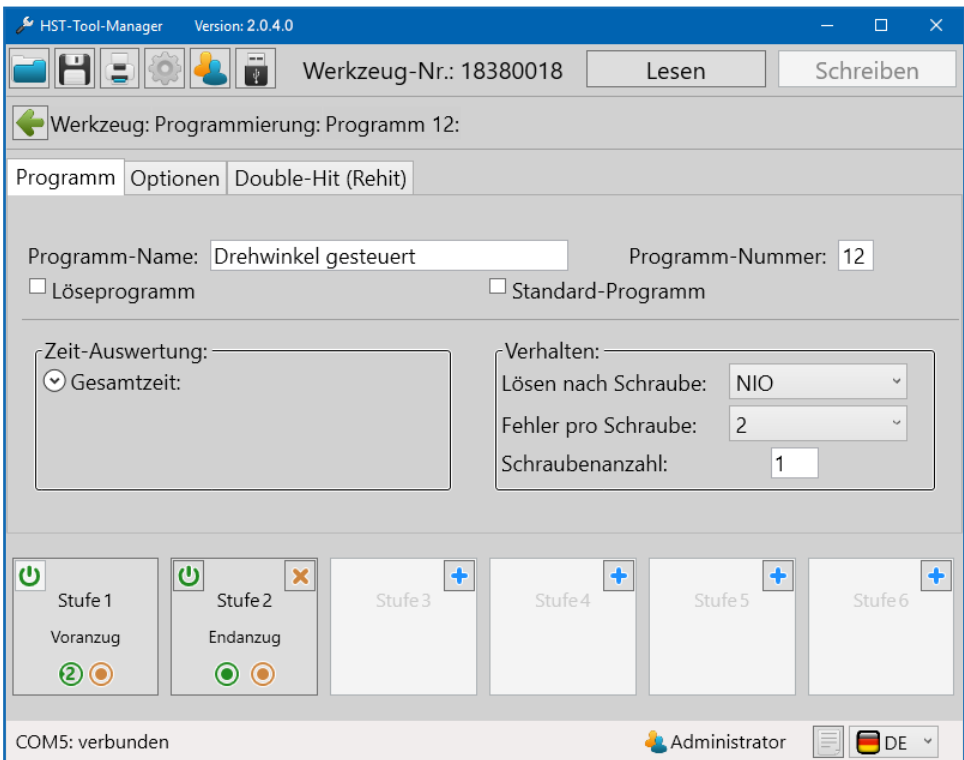 HST-Tool-Manager Version: 2.0.4.0
Werkzeug-Nr.: 18380018 Lesen Schreiben
Werkzeug: Programmierung: Programm 12:
Programm Optionen Double-Hit (Rehit)
Programm-Name: Drehwinkel gesteuert Programm-Nummer: 12
Löseprogramm Standard-Programm
Zeit-Auswertung: Verhalten:
Gesamtzeit: Lösen nach Schraube: NIO
Fehler pro Schraube: 2
Schraubenanzahl: 1
Stufe 1 Stufe 2 Stufe 3 Stufe 4 Stufe 5 Stufe 6
Voranzug Endanzug
2
COM5: verbunden Administrator DE